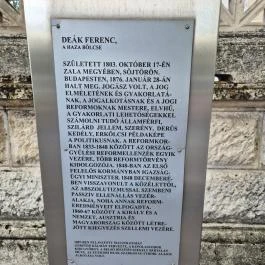 DEÁK FERENC,
A HAZA BÖLCSE
SZÜLETETT 1803. OKTÓBER 17-ÉN
ZALA MEGYÉBEN, SÖJTÖRÖN.
BUDAPESTEN, 1876. JANUÁR 28-ÁN
HALT MEG. JOGÁSZ VOLT, A JOG
ELMÉLETÉNEK ÉS GYAKORLATÁ-
NAK, A JOGALKOTÁSNAK ÉS A JOGI
REFORMOKNAK MESTERE, ELVHŰ,
A GYAKORLATI LEHETŐSÉGEKKEL
SZÁMOLNI TUDÓ ÁLLAMFÉRFI,
SZILÁRD JELLEM, SZERÉNY, DERŰS
KEDÉLY, ERKÖLCSI PÉLDAKÉPE
A POLITIKUSNAK. A REFORMKOR-
BAN 1833-1848 KÖZÖTT AZ ORSZÁG-
GYŰLÉSI REFORMELLENZÉK EGYIK
VEZÉRE, TÖBB REFORMTÖRVÉNY
KIDOLGOZÓJA. 1848-BAN AZ ELSŐ
FELELŐS KORMÁNYBAN IGAZSÁG-
ÜGYI MINISZTER. 1848 DECEMBERÉ-
BEN VISSZAVONULT A KÖZÉLETTŐL,
AZ ABSZOLUTIZMUSSAL SZEMBENI
PASSZÍV ELLENÁLLÁS VEZÉR-
ALAKJA, NOHA ANNAK REFORM-
EREDMÉNYEIT ELFOGADTA.
1860-67 KÖZÖTT A KIRÁLY ÉS A
NEMZET, AUSZTRIA ÉS
MAGYARORSZÁG KÖZÖTT LÉTRE-
JÖTT KIEGYEZÉS SZELLEMI VEZÉRE.